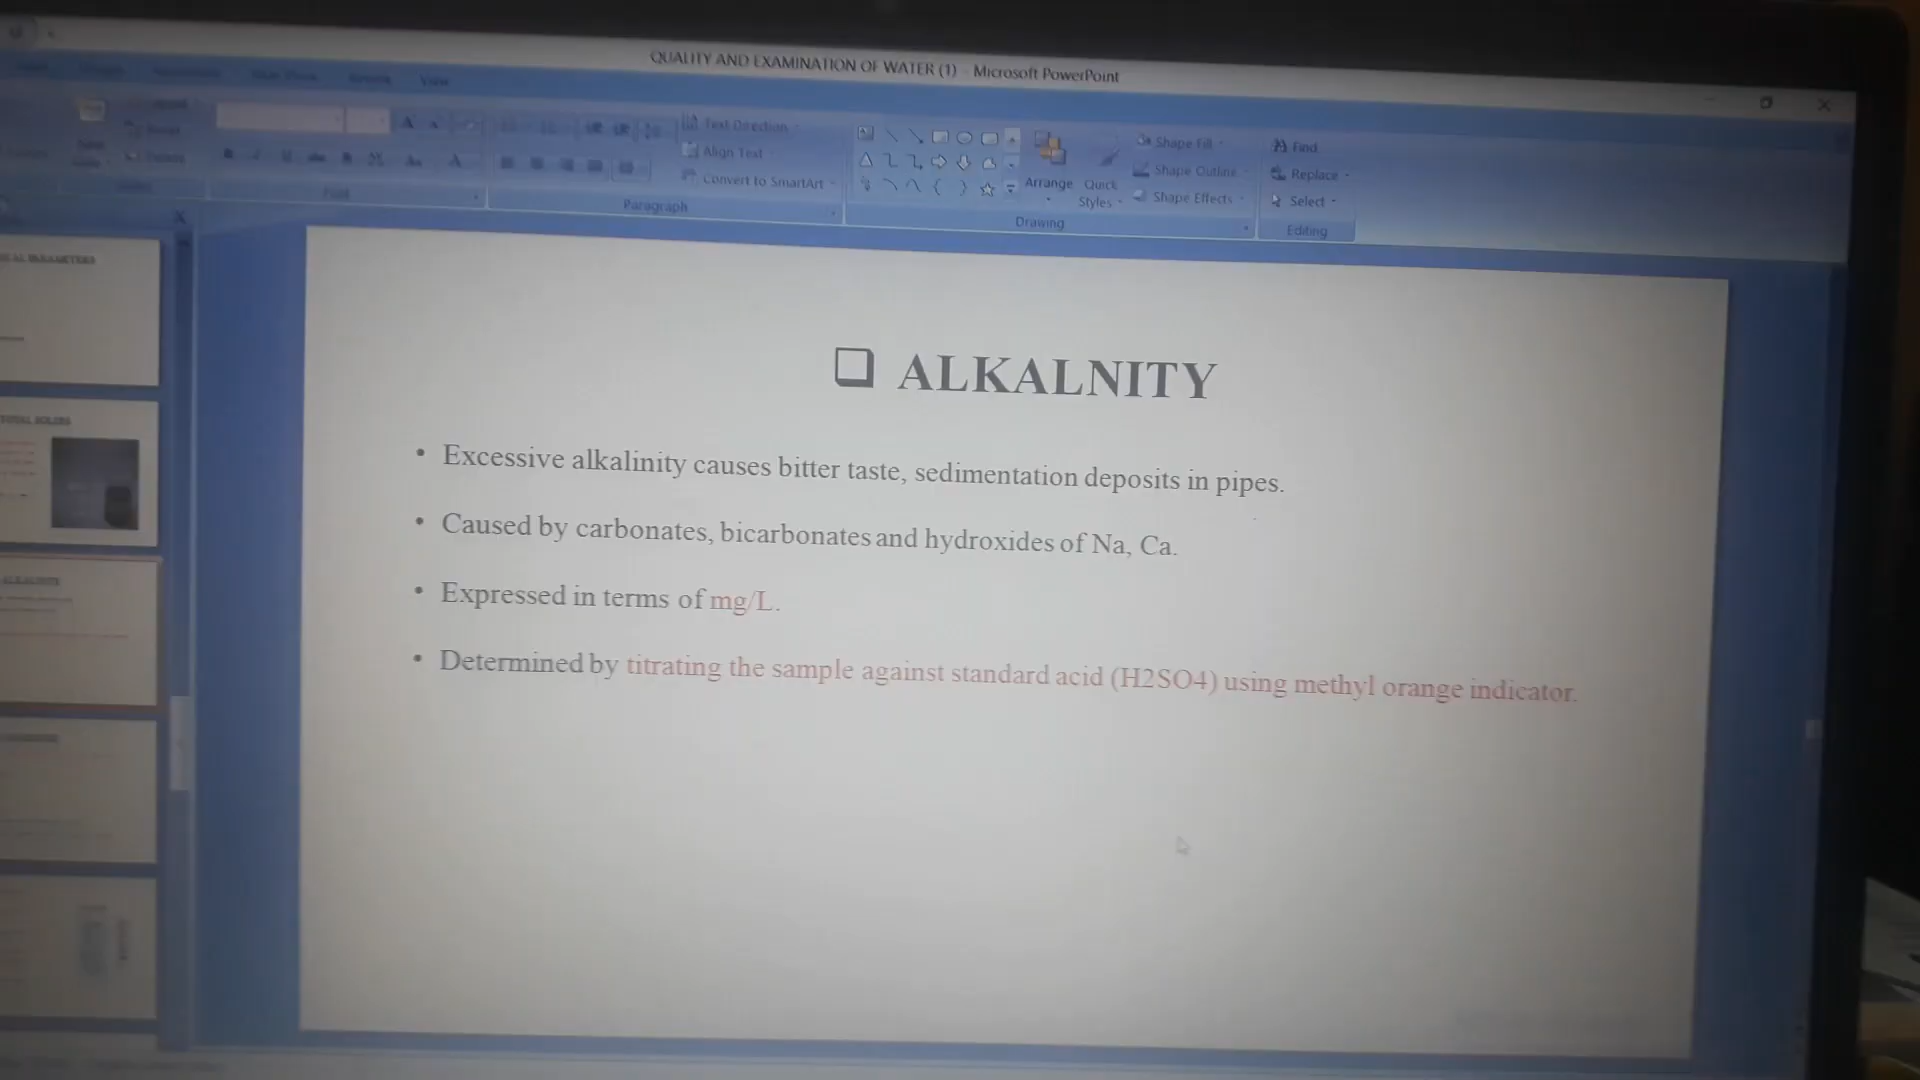 QUALITY AND EXAMINATION OF WATER (1) - Microsoft PowerPoint
View
Text Direction
Align Text
Convert to SmartArt
Paragraph
Arrange
Quick Styles
Shape Fill
Shape Outline
Shape Effects
Drawing
Find
Replace
Select
Editing
TOTAL SOLIDS
❑ ALKALNITY
• Excessive alkalinity causes bitter taste, sedimentation deposits in pipes.
• Caused by carbonates, bicarbonates and hydroxides of Na, Ca.
• Expressed in terms of mg/L.
• Determined by titrating the sample against standard acid (H2SO4) using methyl orange indicator.